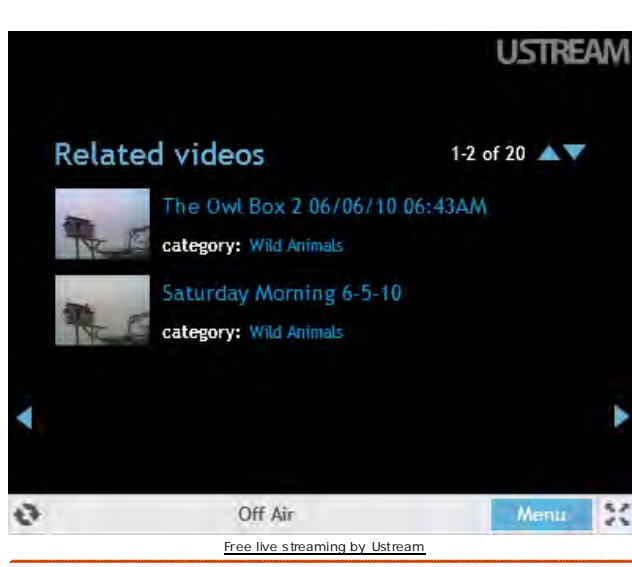 USTREAM
Related videos
1-2 of 20
The Owl Box 2 06/06/10 06:43AM
category: Wild Animals
Saturday Morning 6-5-10
category: Wild Animals
Off Air
Menu
Free live streaming by Ustream